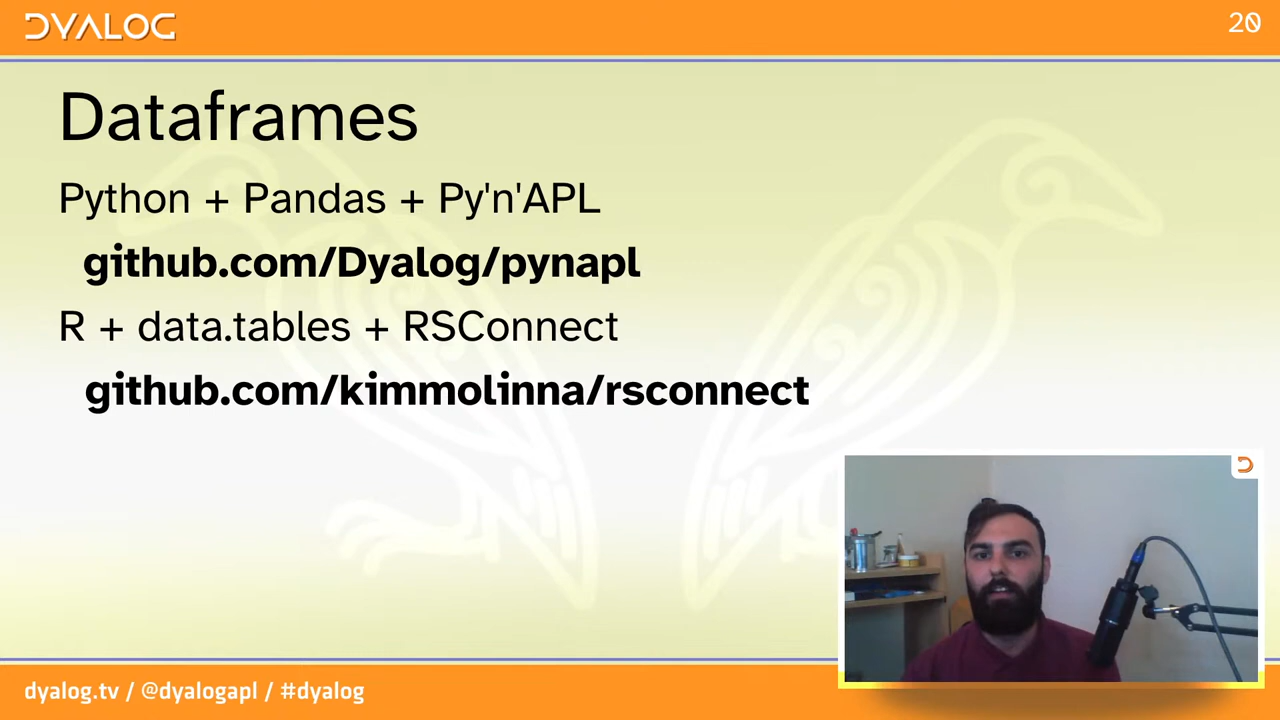 DYALOG
20
Dataframes
Python + Pandas + Py'n'APL
github.com/Dyalog/pynapl
R + data.tables + RSConnect
github.com/kimmolinna/rsconnect
dyalog.tv / @dyalogapl / #dyalog